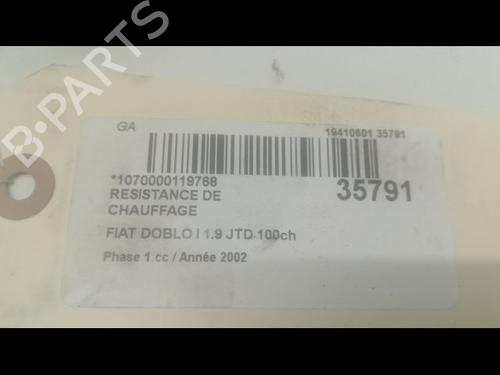 B-PARTS
GA
19410601 35791
*1070000119768
35791
RESISTANCE DE
CHAUFFAGE
FIAT DOBLO I 1.9 JTD 100ch
Phase 1 cc / Année 2002